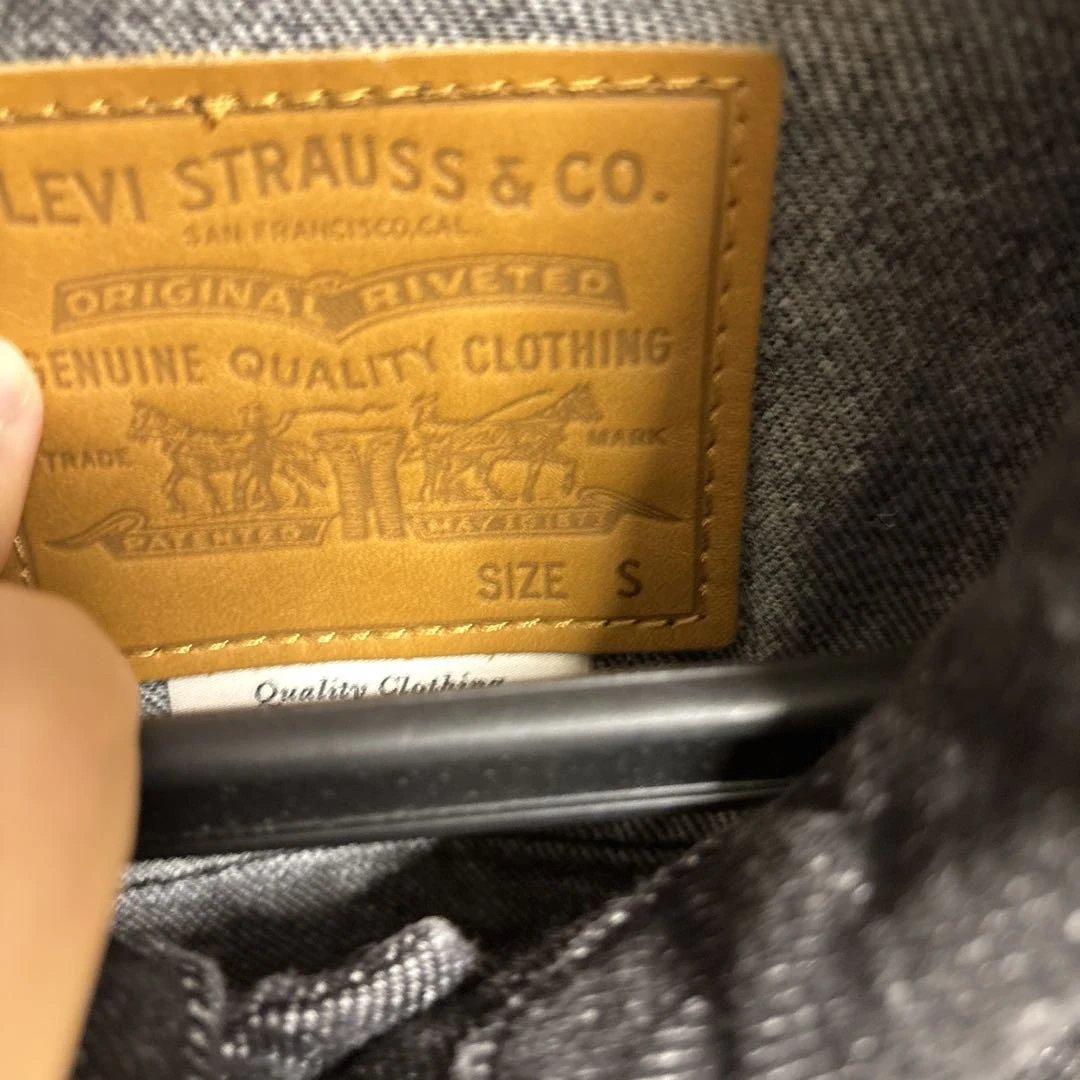 LEVI STRAUSS & CO.
SAN FRANCISCO, CAL.
ORIGINAL RIVETED
GENUINE QUALITY CLOTHING
TRADE MARK
PATENTED MAY 20 1873
SIZE S
Quality Clothing